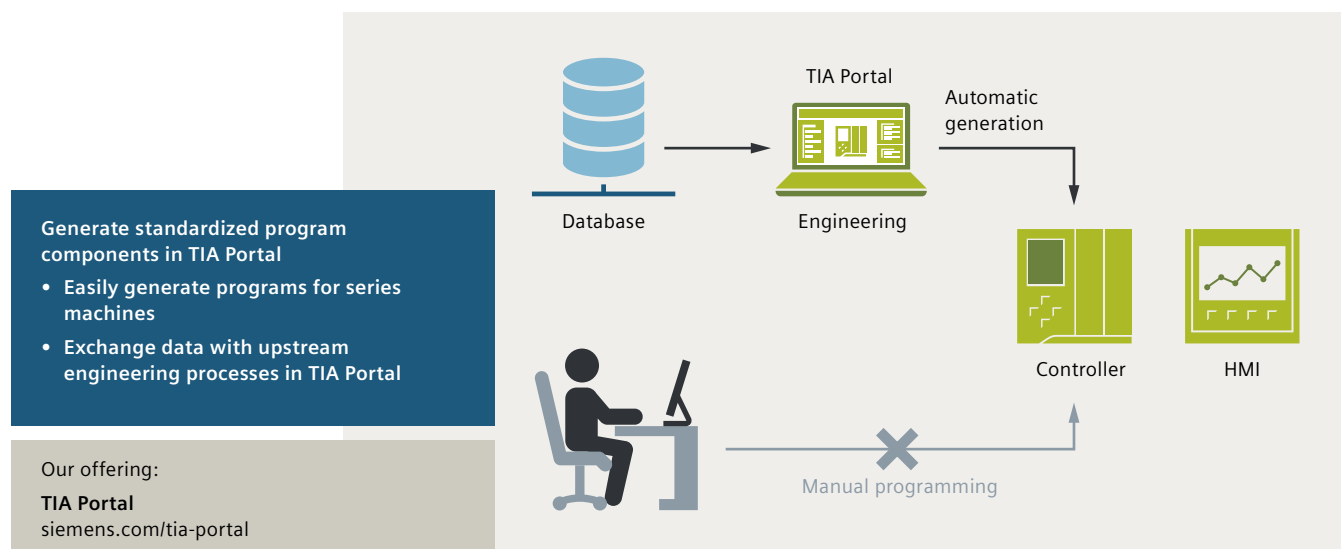 Generate standardized program
components in TIA Portal
• Easily generate programs for series
machines
• Exchange data with upstream
engineering processes in TIA Portal
Our offering:
TIA Portal
siemens.com/tia-portal
TIA Portal
Automatic
generation
Database
Engineering
Controller
HMI
Manual programming